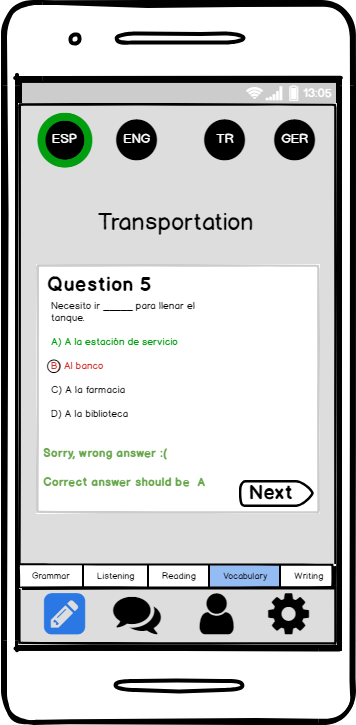 13:05
ESP ENG TR GER
Transportation
Question 5
Necesito ir _____ para llenar el
tanque.
A) A la estación de servicio
B) Al banco
C) A la farmacia
D) A la biblioteca
Sorry, wrong answer :(
Correct answer should be A
Next
Grammar Listening Reading Vocabulary Writing